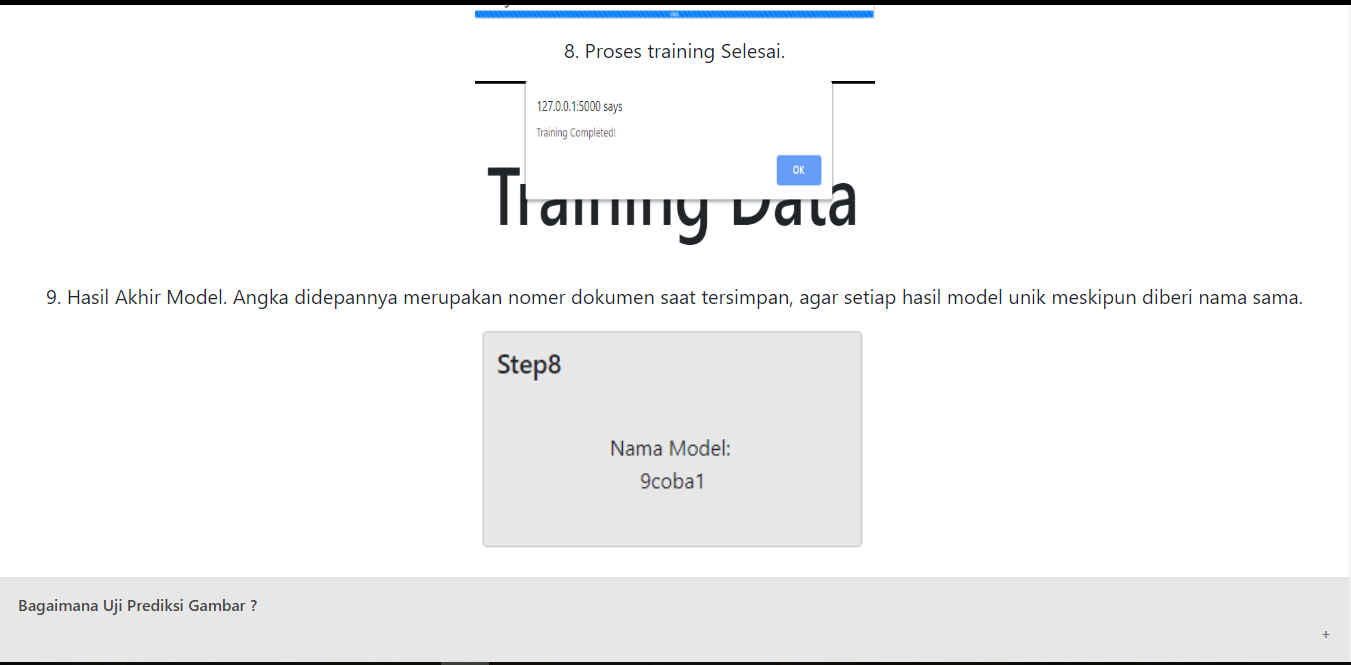 8. Proses training Selesai.
127.0.0.1:5000 says
Training Completed!
OK
Training Data
9. Hasil Akhir Model. Angka didepannya merupakan nomer dokumen saat tersimpan, agar setiap hasil model unik meskipun diberi nama sama.
Step8
Nama Model:
9coba1
Bagaimana Uji Prediksi Gambar ?
+